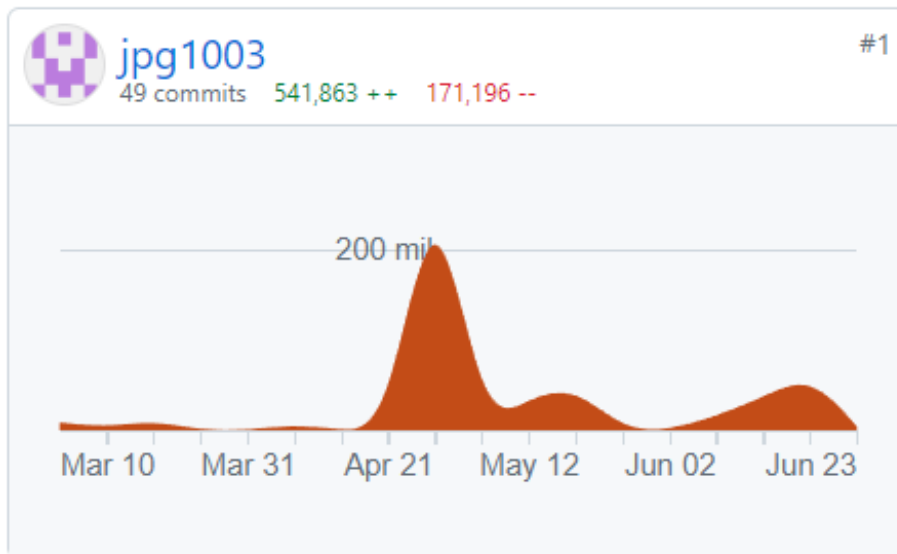 jpg1003
#1
49 commits 541,863 ++ 171,196 --
200 mil
Mar 10 Mar 31 Apr 21 May 12 Jun 02 Jun 23